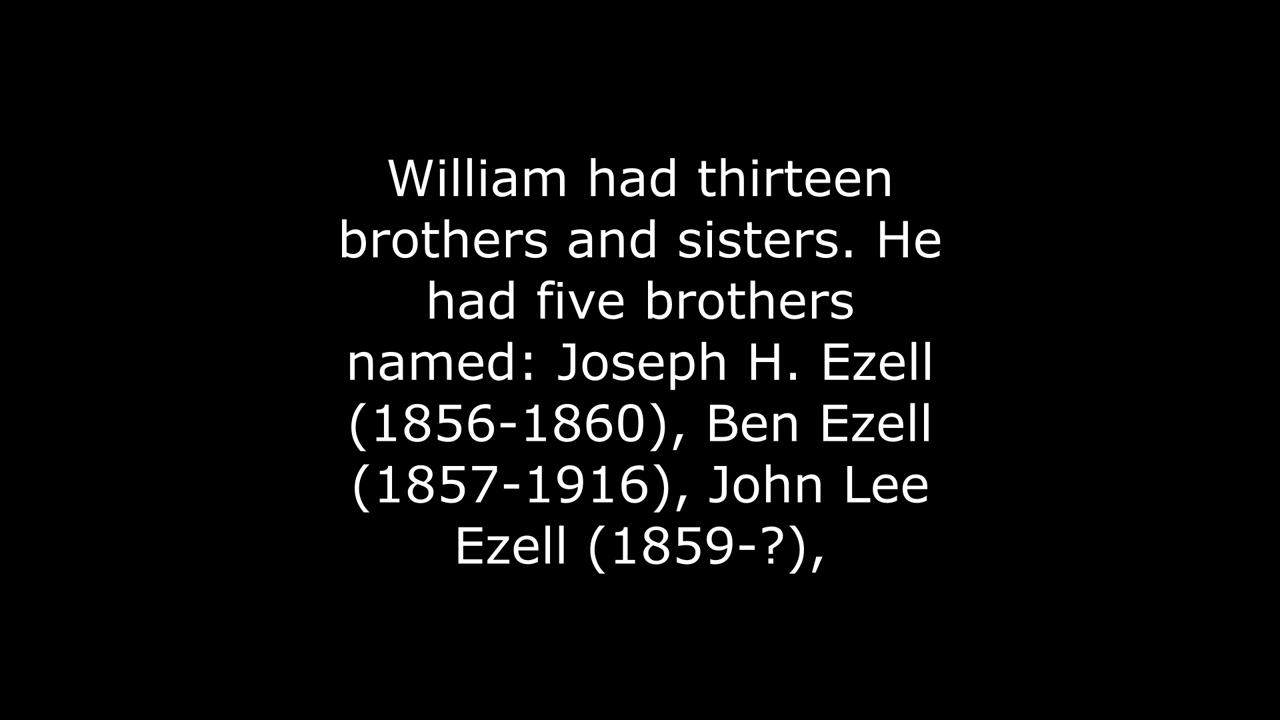 William had thirteen
brothers and sisters. He
had five brothers
named: Joseph H. Ezell
(1856-1860), Ben Ezell
(1857-1916), John Lee
Ezell (1859-?),